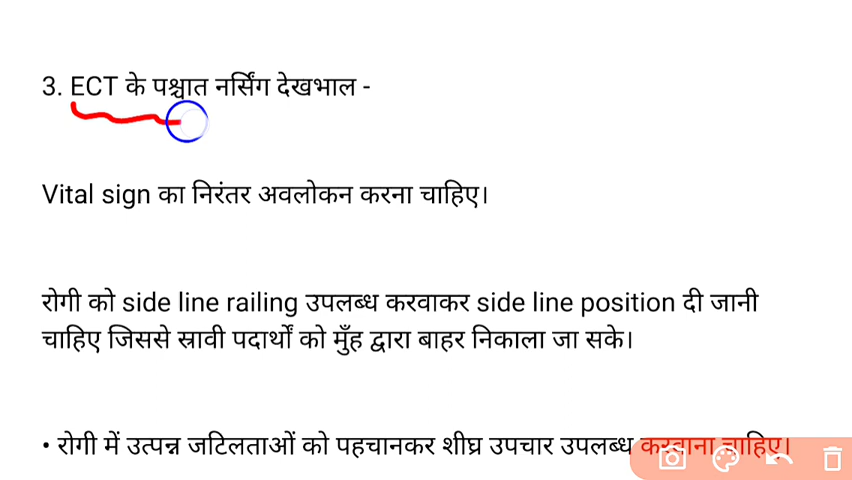 3. ECT के पश्चात नर्सिंग देखभाल -
Vital sign का निरंतर अवलोकन करना चाहिए।
रोगी को side line railing उपलब्ध करवाकर side line position दी जानी
चाहिए जिससे स्रावी पदार्थों को मुँह द्वारा बाहर निकाला जा सके।
• रोगी में उत्पन्न जटिलताओं को पहचानकर शीघ्र उपचार उपलब्ध करवाना चाहिए।